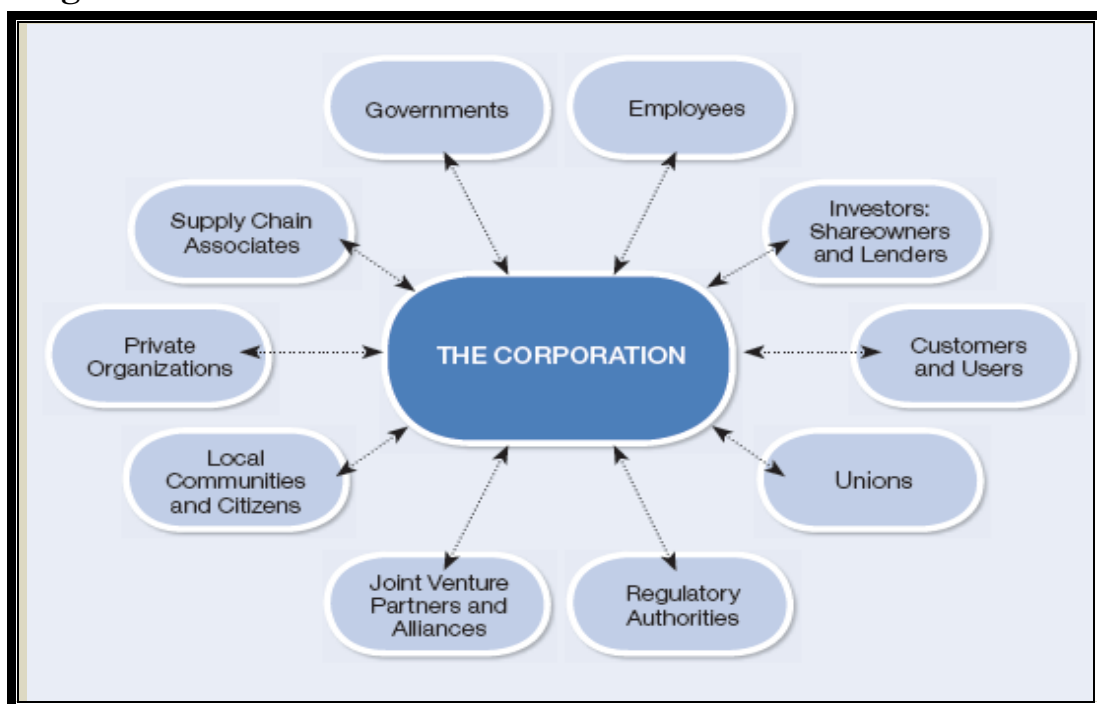 Governments
Employees
Supply Chain
Associates
Investors:
Shareowners
and Lenders
Private
Organizations
THE CORPORATION
Customers
and Users
Local
Communities
and Citizens
Unions
Joint Venture
Partners and
Alliances
Regulatory
Authorities